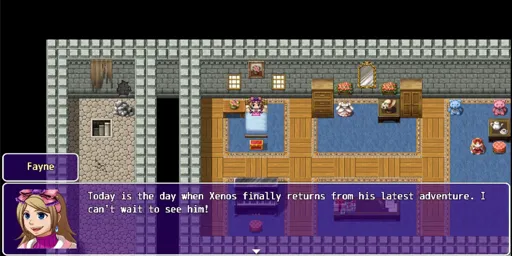 Fayne
Today is the day when Xenos finally returns from his latest adventure. I
can't wait to see him!